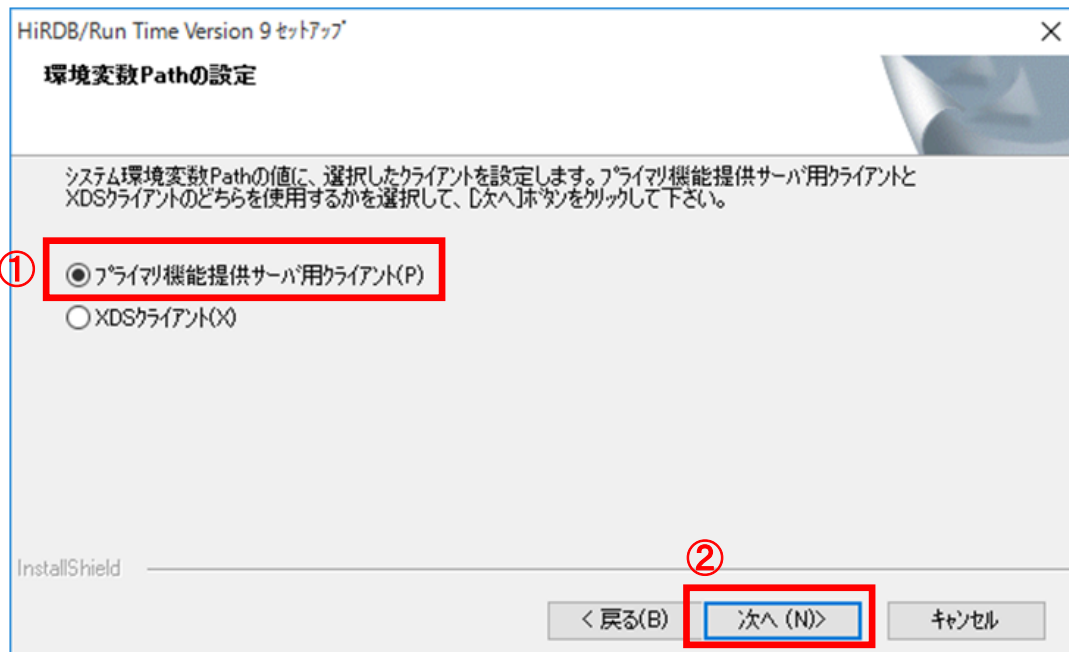 HiRDB/Run Time Version 9 ｾｯﾄｱｯﾌﾟ
環境変数Pathの設定
システム環境変数Pathの値に、選択したクライアントを設定します。プライマリ機能提供サーバ用クライアントと
XDSクライアントのどちらを使用するかを選択して、[次へ]ボタンをクリックして下さい。
① プライマリ機能提供サーバ用クライアント(P)
XDSクライアント(X)
InstallShield
②
< 戻る(B) 次へ (N)> キャンセル